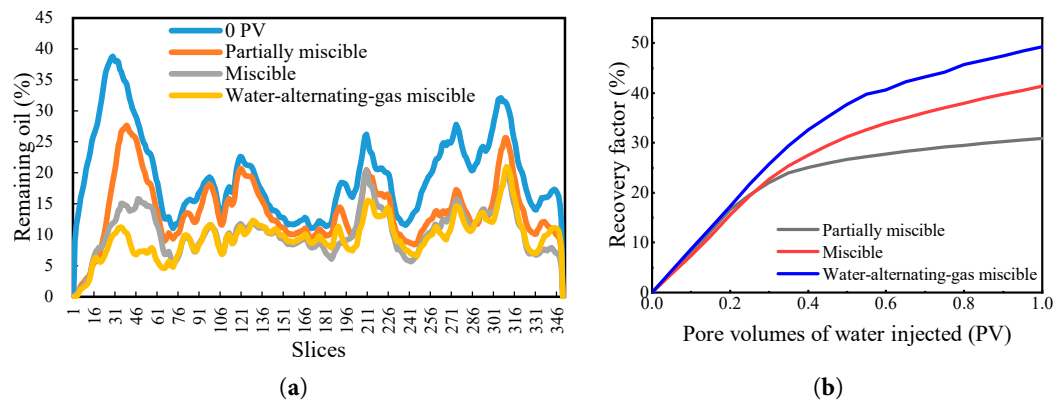 45
40
35
30
25
20
15
10
5
0
Remaining oil (%)
0 PV
Partially miscible
Miscible
Water-alternating-gas miscible
1 16 31 46 61 76 91 106 121 136 151 166 181 196 211 226 241 256 271 286 301 316 331 346
Slices
(a)
50
40
30
20
10
0
Recovery factor (%)
Partially miscible
Miscible
Water-alternating-gas miscible
0.0 0.2 0.4 0.6 0.8 1.0
Pore volumes of water injected (PV)
(b)